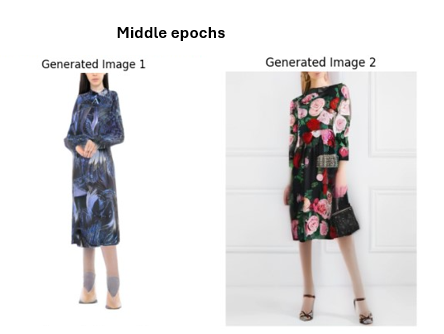 Middle epochs
Generated Image 1
Generated Image 2